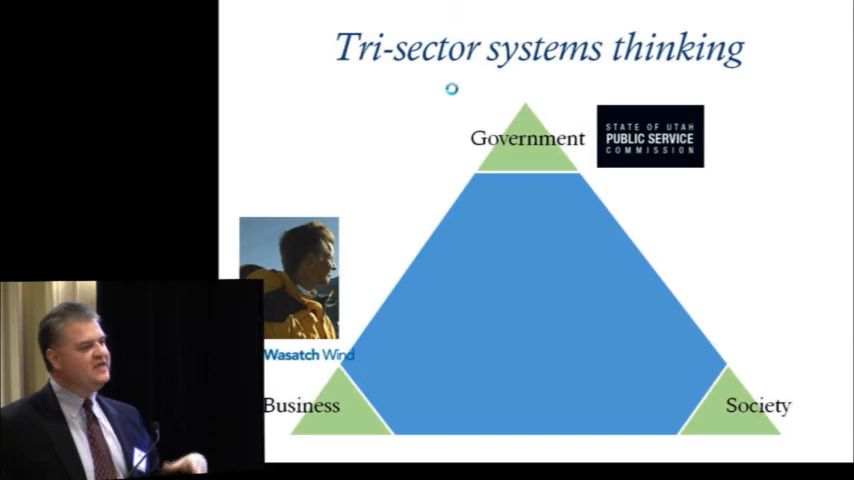 Tri-sector systems thinking
Government
STATE OF UTAH
PUBLIC SERVICE
COMMISSION
Wasatch Wind
Business
Society